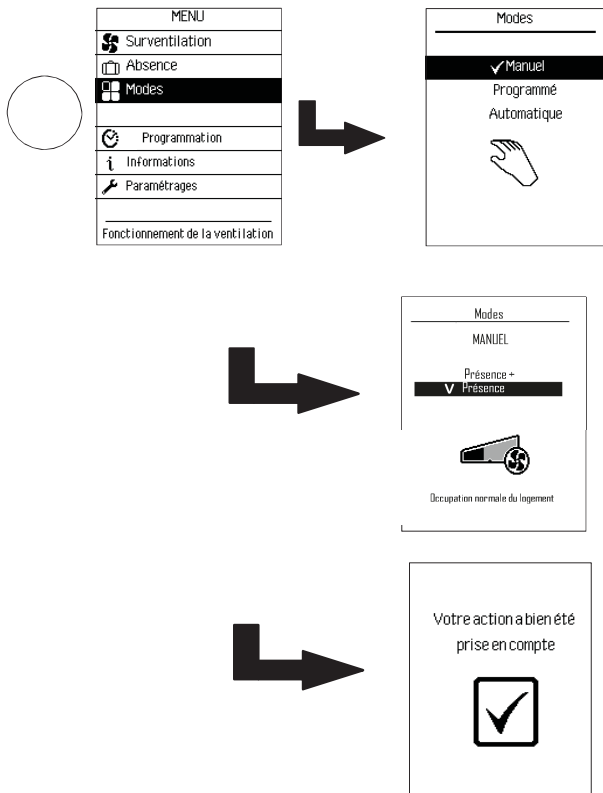 MENU
Surventilation
Absence
Modes
Programmation
i Informations
Paramétrages
Fonctionnement de la ventilation
Modes
✓Manuel
Programmé
Automatique
Modes
MANUEL
Présence +
V Présence
Occupation normale du logement
Votre action a bien été
prise en compte